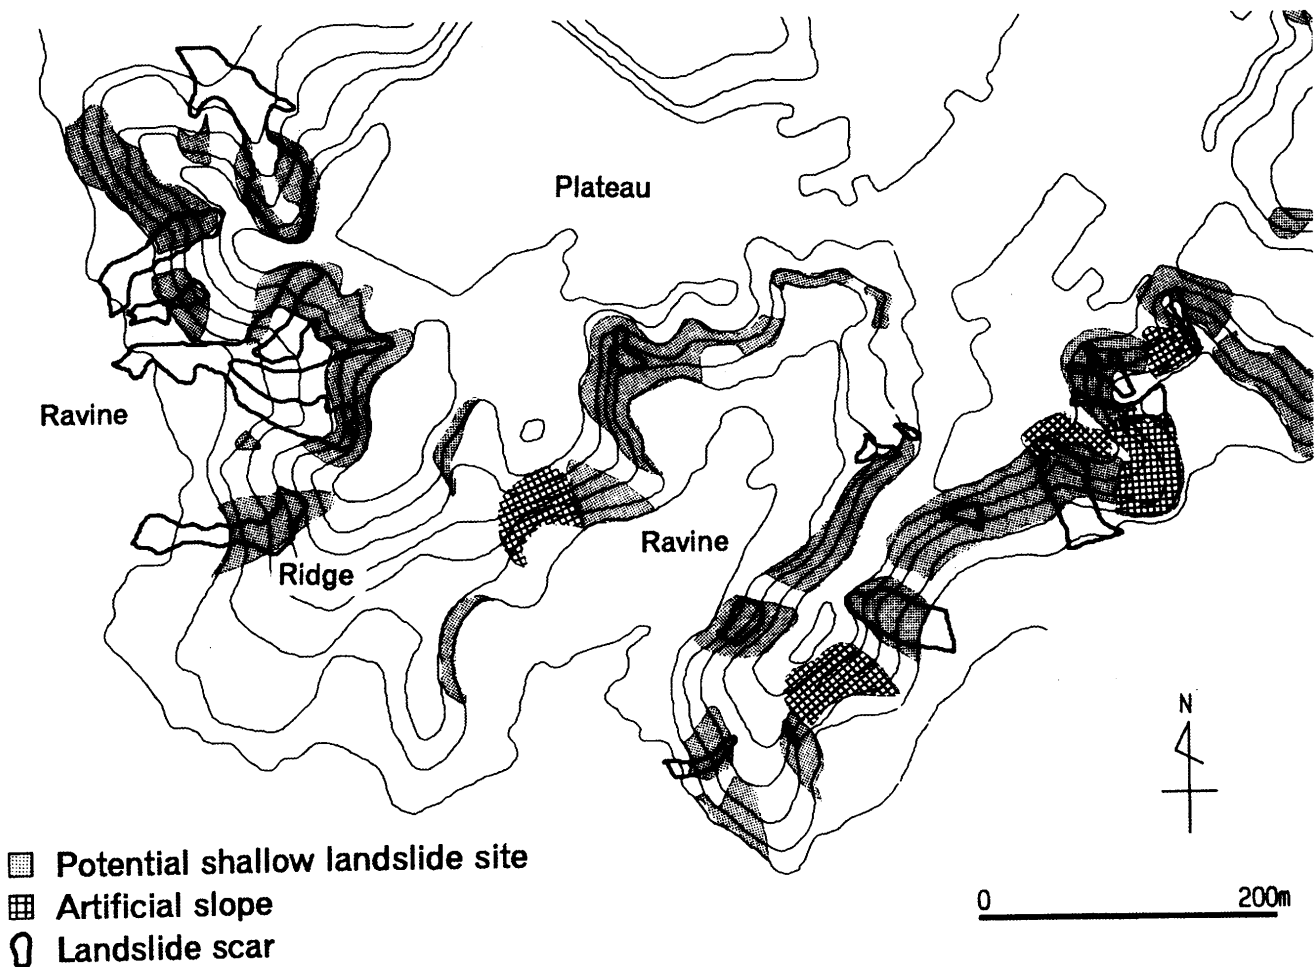 Plateau
Ravine
Ravine
Ridge
N
Potential shallow landslide site
Artificial slope
Landslide scar
0 200m